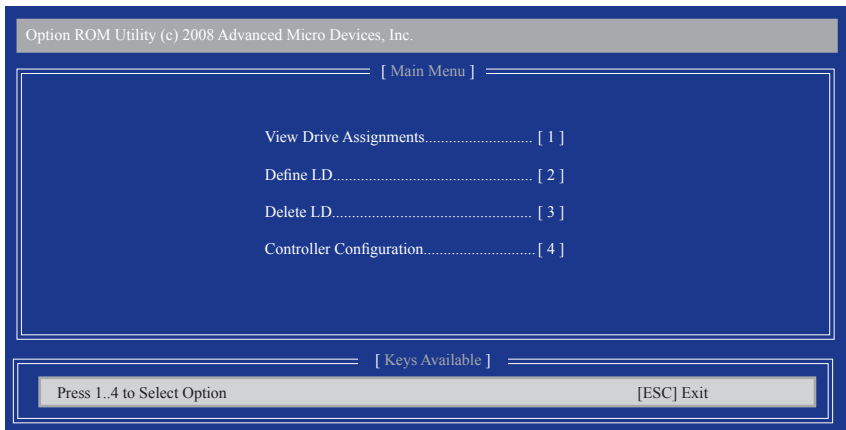 Option ROM Utility (c) 2008 Advanced Micro Devices, Inc.
[ Main Menu ]
View Drive Assignments........................... [ 1 ]
Define LD.................................................. [ 2 ]
Delete LD.................................................. [ 3 ]
Controller Configuration............................[ 4 ]
[ Keys Available ]
Press 1..4 to Select Option [ESC] Exit